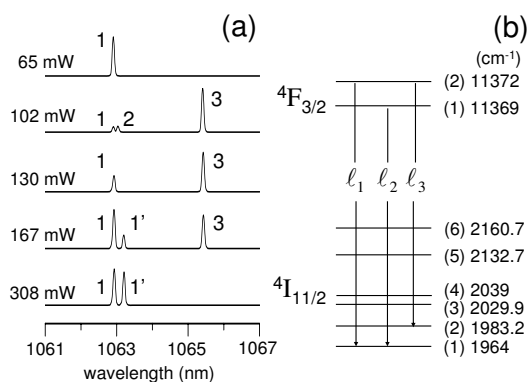 (a)
65 mW
1
102 mW
1 2
3
130 mW
1
3
167 mW
1 1'
3
308 mW
1 1'
1061 1063 1065 1067
wavelength (nm)
(b)
(cm⁻¹)
⁴F3/2
(2) 11372
(1) 11369
ℓ1 ℓ2 ℓ3
⁴I11/2
(6) 2160.7
(5) 2132.7
(4) 2039
(3) 2029.9
(2) 1983.2
(1) 1964